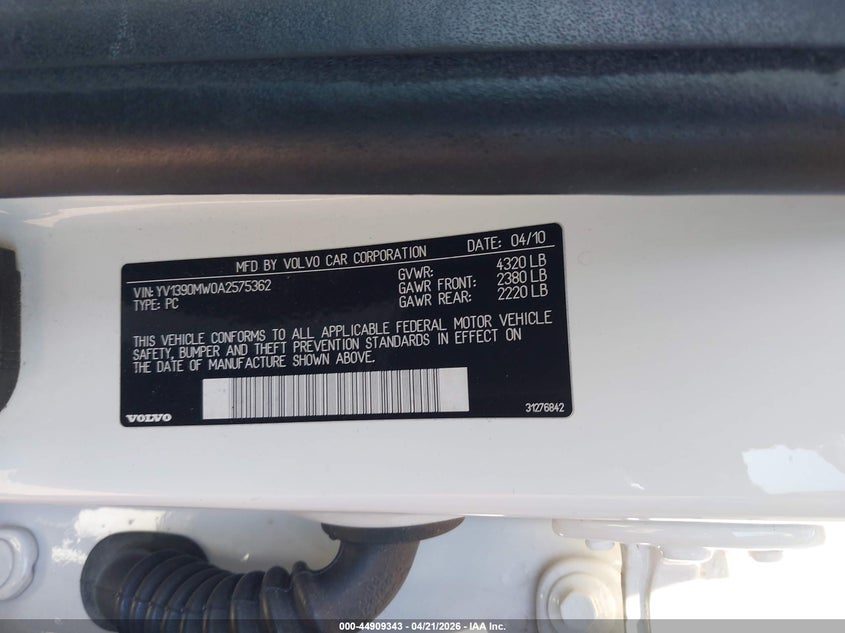 MFD BY VOLVO CAR CORPORATION DATE: 04/10
VIN: YV1390MW0A2575362
TYPE: PC
GVWR: 4320 LB
GAWR FRONT: 2380 LB
GAWR REAR: 2220 LB
THIS VEHICLE CONFORMS TO ALL APPLICABLE FEDERAL MOTOR VEHICLE
SAFETY, BUMPER AND THEFT PREVENTION STANDARDS IN EFFECT ON
THE DATE OF MANUFACTURE SHOWN ABOVE.
VOLVO 31276842
000-44909343 - 04/21/2026 - IAA Inc.